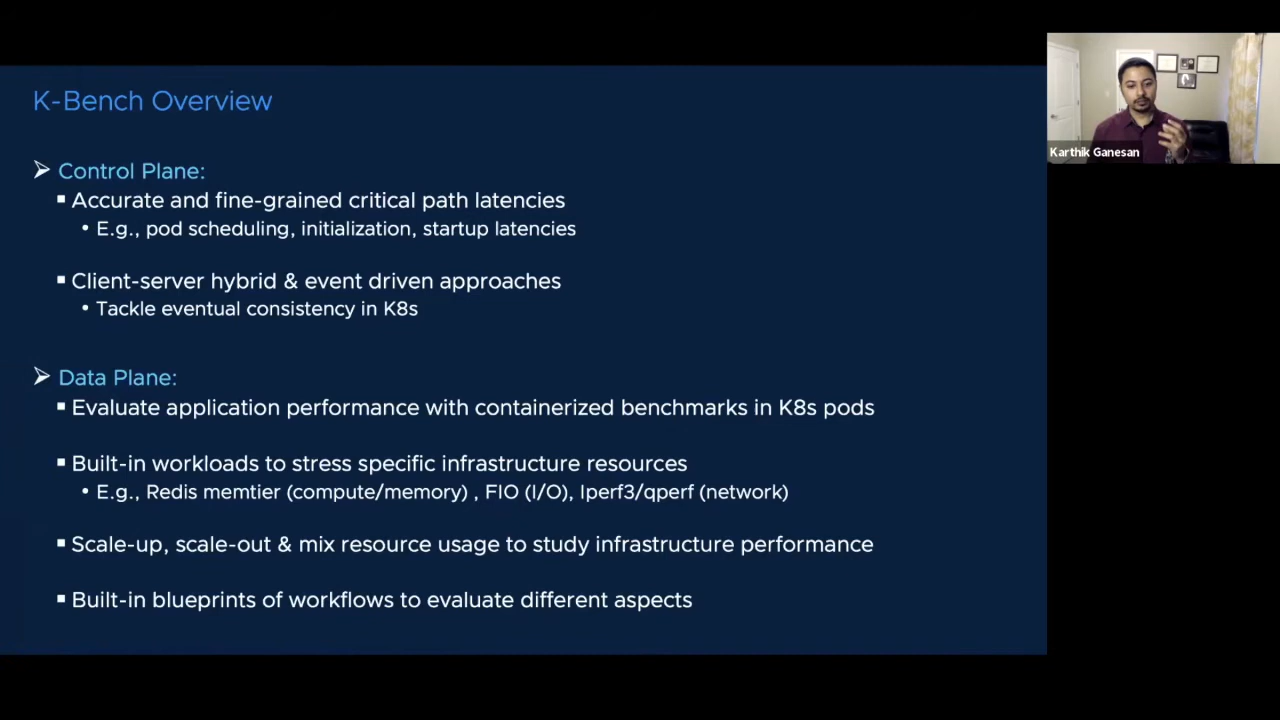 K-Bench Overview
Control Plane:
Accurate and fine-grained critical path latencies
E.g., pod scheduling, initialization, startup latencies
Client-server hybrid & event driven approaches
Tackle eventual consistency in K8s
Data Plane:
Evaluate application performance with containerized benchmarks in K8s pods
Built-in workloads to stress specific infrastructure resources
E.g., Redis memtier (compute/memory) , FIO (I/O), Iperf3/qperf (network)
Scale-up, scale-out & mix resource usage to study infrastructure performance
Built-in blueprints of workflows to evaluate different aspects
Karthik Ganesan